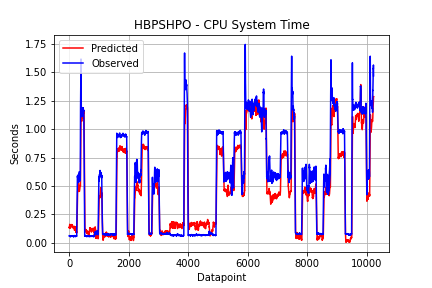 HBPSHPO - CPU System Time
Predicted
Observed
Seconds
1.75
1.50
1.25
1.00
0.75
0.50
0.25
0.00
0 2000 4000 6000 8000 10000
Datapoint